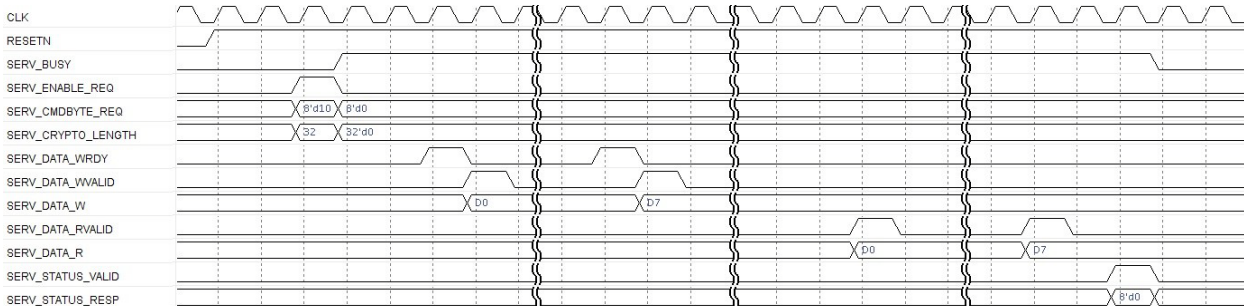 CLK
RESETN
SERV_BUSY
SERV_ENABLE_REQ
SERV_CMDBYTE_REQ 8'd10 8'd0
SERV_CRYPTO_LENGTH 32 32'd0
SERV_DATA_WRDY
SERV_DATA_WVALID
SERV_DATA_W D0 D7
SERV_DATA_RVALID
SERV_DATA_R D0 D7
SERV_STATUS_VALID
SERV_STATUS_RESP 8'd0